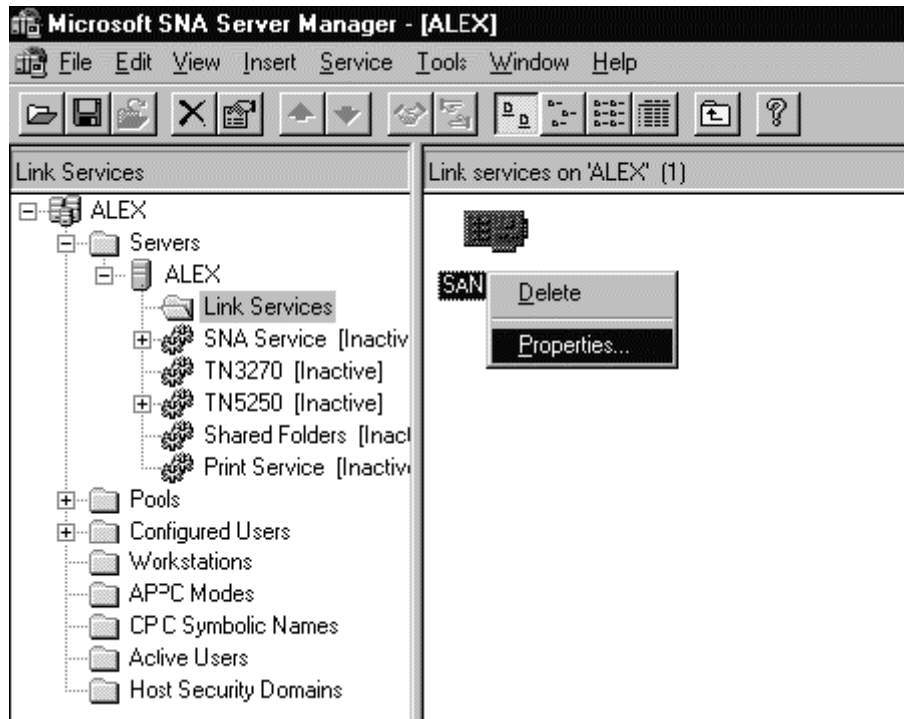 Microsoft SNA Server Manager - [ALEX]
File Edit View Insert Service Tools Window Help
Link Services
Link services on 'ALEX' (1)
ALEX
Servers
ALEX
Link Services
SNA Service [Inactiv
TN3270 [Inactive]
TN5250 [Inactive]
Shared Folders [Inact
Print Service [Inactive
Pools
Configured Users
Workstations
APPC Modes
CPIC Symbolic Names
Active Users
Host Security Domains
SAN
Delete
Properties...